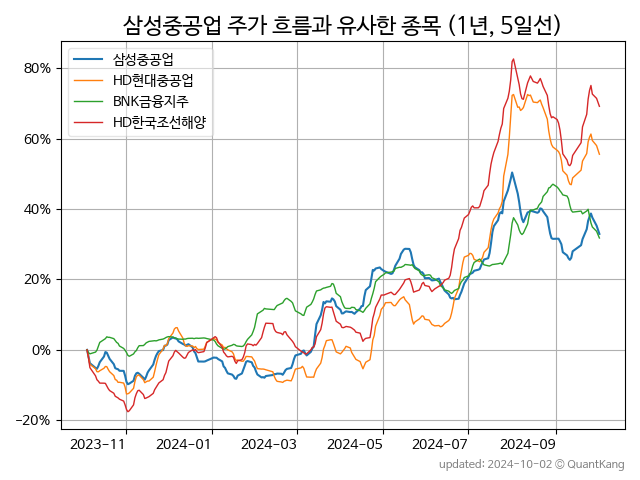 삼성중공업 주가 흐름과 유사한 종목 (1년, 5일선)
삼성중공업
HD현대중공업
BNK금융지주
HD한국조선해양
80%
60%
40%
20%
0%
−20%
2023−11
2024−01
2024−03
2024−05
2024−07
2024−09
updated: 2024-10-02 © QuantKang